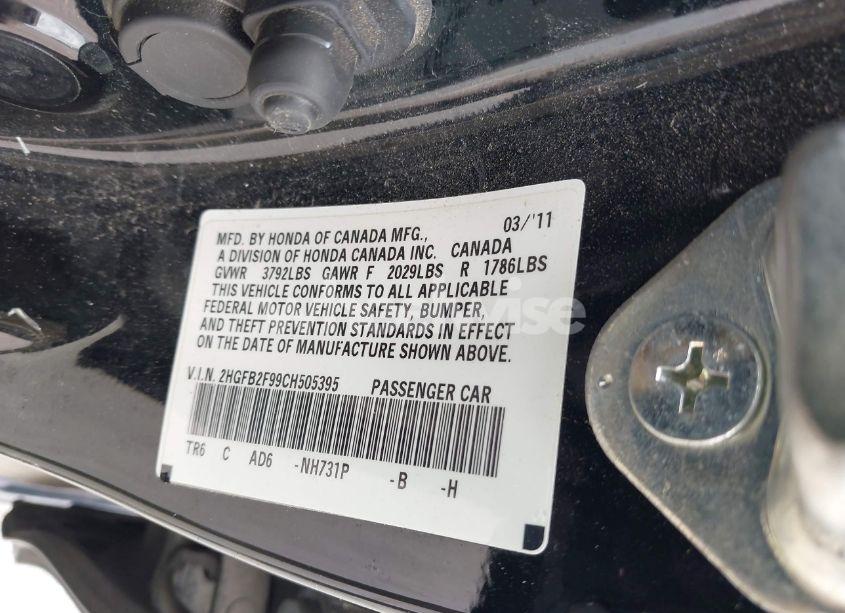 03/'11
MFD. BY HONDA OF CANADA MFG.,
A DIVISION OF HONDA CANADA INC. CANADA
GVWR 3792LBS GAWR F 2029LBS R 1786LBS
THIS VEHICLE CONFORMS TO ALL APPLICABLE
FEDERAL MOTOR VEHICLE SAFETY, BUMPER,
AND THEFT PREVENTION STANDARDS IN EFFECT
ON THE DATE OF MANUFACTURE SHOWN ABOVE.
V.I.N. 2HGFB2F99CH505395 PASSENGER CAR
TR6 C AD6 -NH731P -B -H